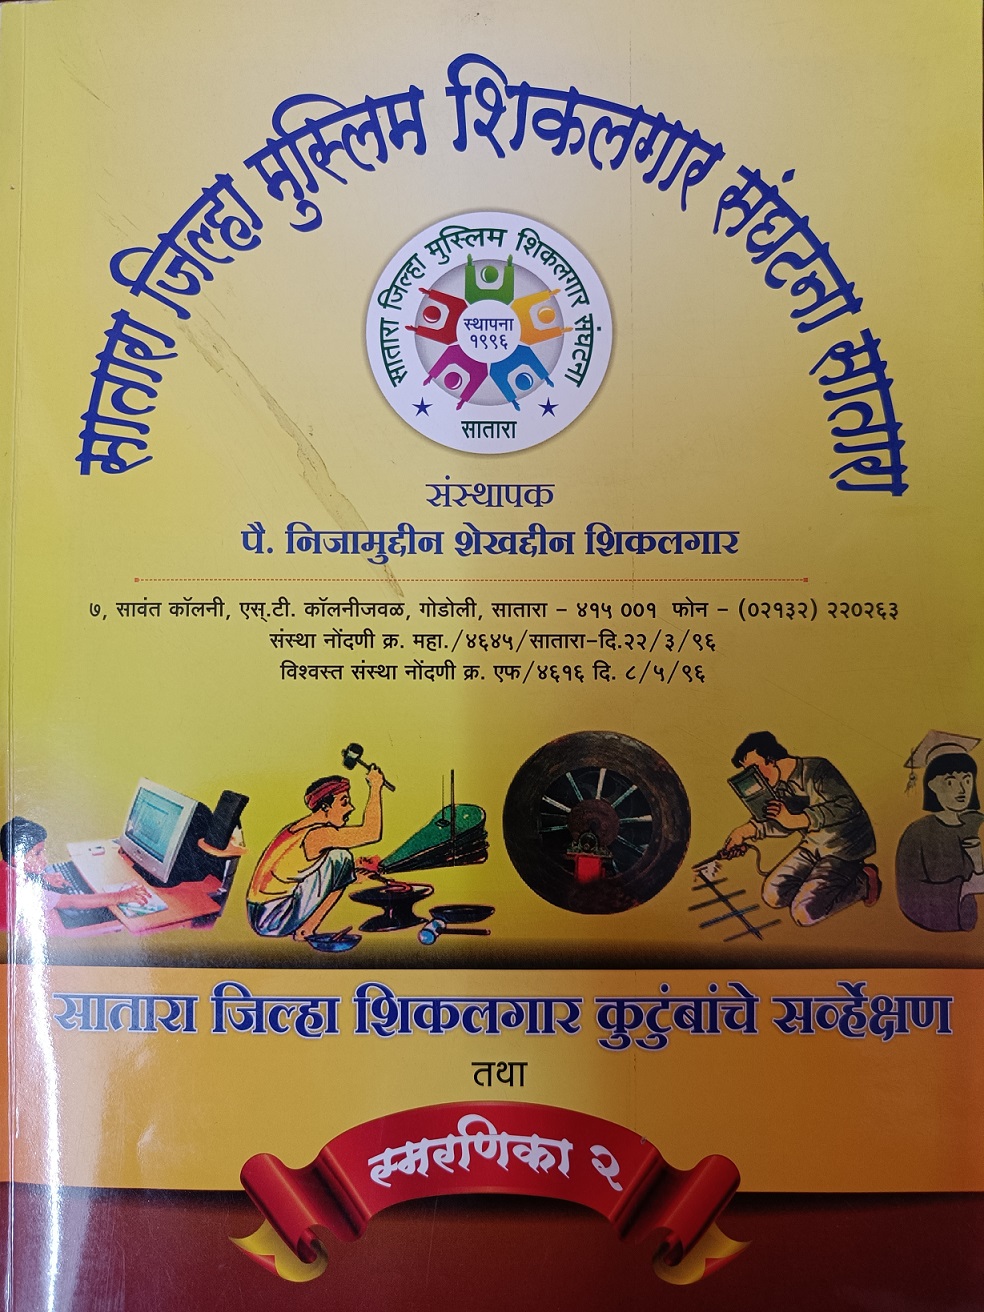 सातारा जिल्हा मुस्लिम शिकलगार संघटना सातारा
सातारा जिल्हा मुस्लिम शिकलगार संघटना
स्थापना
१९९६
सातारा
संस्थापक
पै. निजामुद्दीन शेखद्दीन शिकलगार
७, सावंत कॉलनी, एस्.टी. कॉलनीजवळ, गोडोली, सातारा – ४१५ ००१ फोन – (०२१३२) २२०२६३
संस्था नोंदणी क्र. महा./४६४५/सातारा–दि.२२/३/९६
विश्वस्त संस्था नोंदणी क्र. एफ/४६१६ दि. ८/५/९६
सातारा जिल्हा शिकलगार कुटुंबांचे सर्व्हेक्षण
तथा
स्मरणिका २